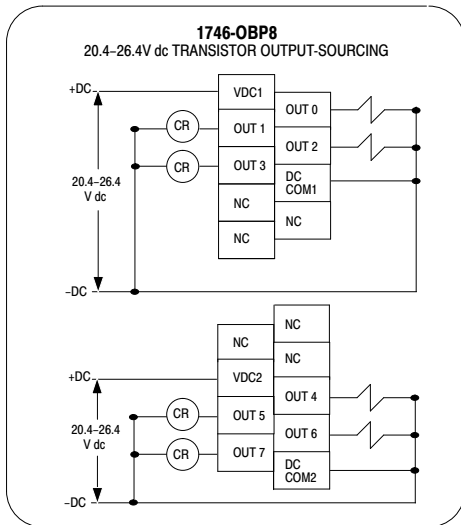 1746-OBP8
20.4–26.4V dc TRANSISTOR OUTPUT-SOURCING
+DC
VDC1
OUT 0
CR
OUT 1
OUT 2
CR
OUT 3
DC
COM1
20.4–26.4
V dc
NC
NC
NC
–DC
NC
NC
NC
+DC
VDC2
OUT 4
CR
OUT 5
OUT 6
20.4–26.4
V dc
CR
OUT 7
DC
COM2
–DC